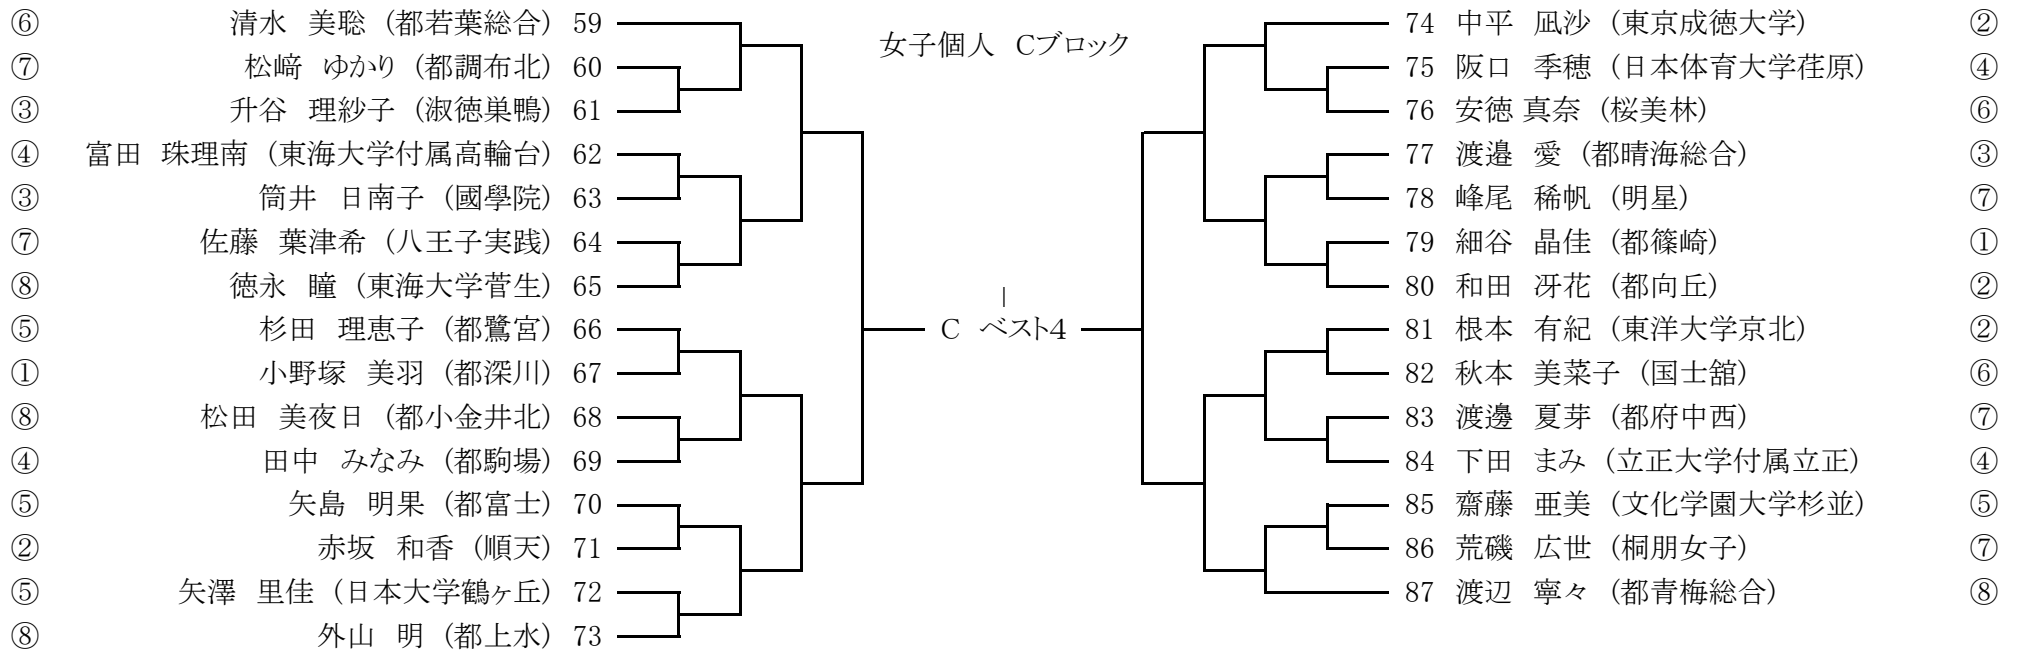 女子個人 Cブロック
⑥ 清水 美聡 (都若葉総合) 59
⑦ 松﨑 ゆかり (都調布北) 60
③ 升谷 理紗子 (淑徳巣鴨) 61
④ 富田 珠理南 (東海大学付属高輪台) 62
③ 筒井 日南子 (國學院) 63
⑦ 佐藤 葉津希 (八王子実践) 64
⑧ 徳永 瞳 (東海大学菅生) 65
⑤ 杉田 理恵子 (都鷺宮) 66
① 小野塚 美羽 (都深川) 67
⑧ 松田 美夜日 (都小金井北) 68
④ 田中 みなみ (都駒場) 69
⑤ 矢島 明果 (都富士) 70
② 赤坂 和香 (順天) 71
⑤ 矢澤 里佳 (日本大学鶴ヶ丘) 72
⑧ 外山 明 (都上水) 73
C ベスト4
74 中平 凪沙 (東京成徳大学) ②
75 阪口 季穂 (日本体育大学荏原) ④
76 安徳 真奈 (桜美林) ⑥
77 渡邉 愛 (都晴海総合) ③
78 峰尾 稀帆 (明星) ⑦
79 細谷 晶佳 (都篠崎) ①
80 和田 冴花 (都向丘) ②
81 根本 有紀 (東洋大学京北) ②
82 秋本 美菜子 (国士舘) ⑥
83 渡邊 夏芽 (都府中西) ⑦
84 下田 まみ (立正大学付属立正) ④
85 齋藤 亜美 (文化学園大学杉並) ⑤
86 荒磯 広世 (桐朋女子) ⑦
87 渡辺 寧々 (都青梅総合) ⑧